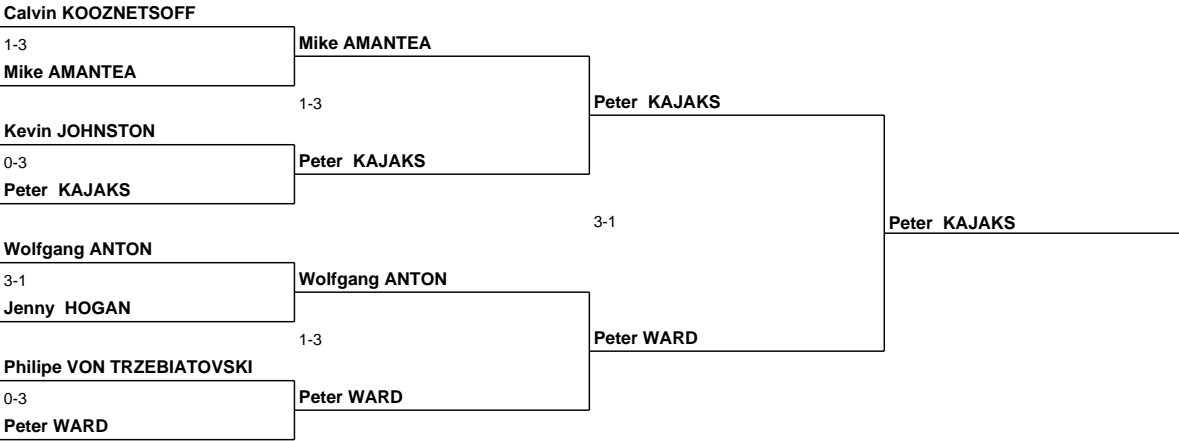 Calvin KOOZNETSOFF
1-3
Mike AMANTEA
Mike AMANTEA
1-3
Peter  KAJAKS
Kevin JOHNSTON
0-3
Peter  KAJAKS
Peter  KAJAKS
3-1
Peter  KAJAKS
Wolfgang ANTON
3-1
Wolfgang ANTON
Jenny  HOGAN
1-3
Peter WARD
Philipe VON TRZEBIATOVSKI
0-3
Peter WARD
Peter WARD